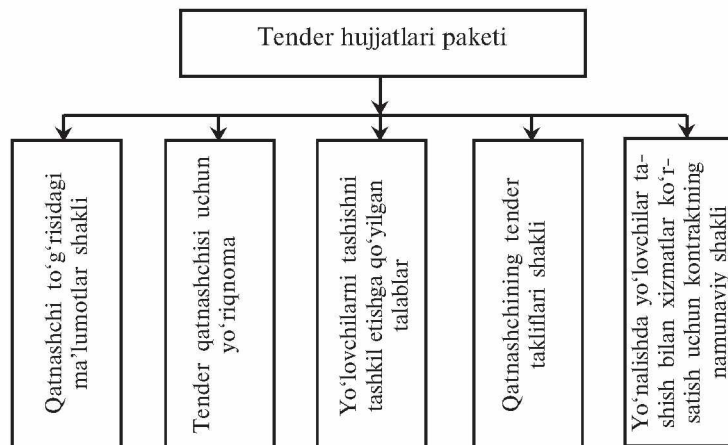 Tender hujjatlari paketi
Qatnashchi to‘g‘risidagi
ma’lumotlar shakli
Tender qatnashchisi uchun
yo‘riqnoma
Yo‘lovchilarni tashishni
tashkil etishga qo‘yilgan
talablar
Qatnashchining tender
takliflari shakli
Yo‘nalishda yo‘lovchilar ta-
shish bilan xizmatlar ko‘r-
satish uchun kontraktning
namunaviy shakli